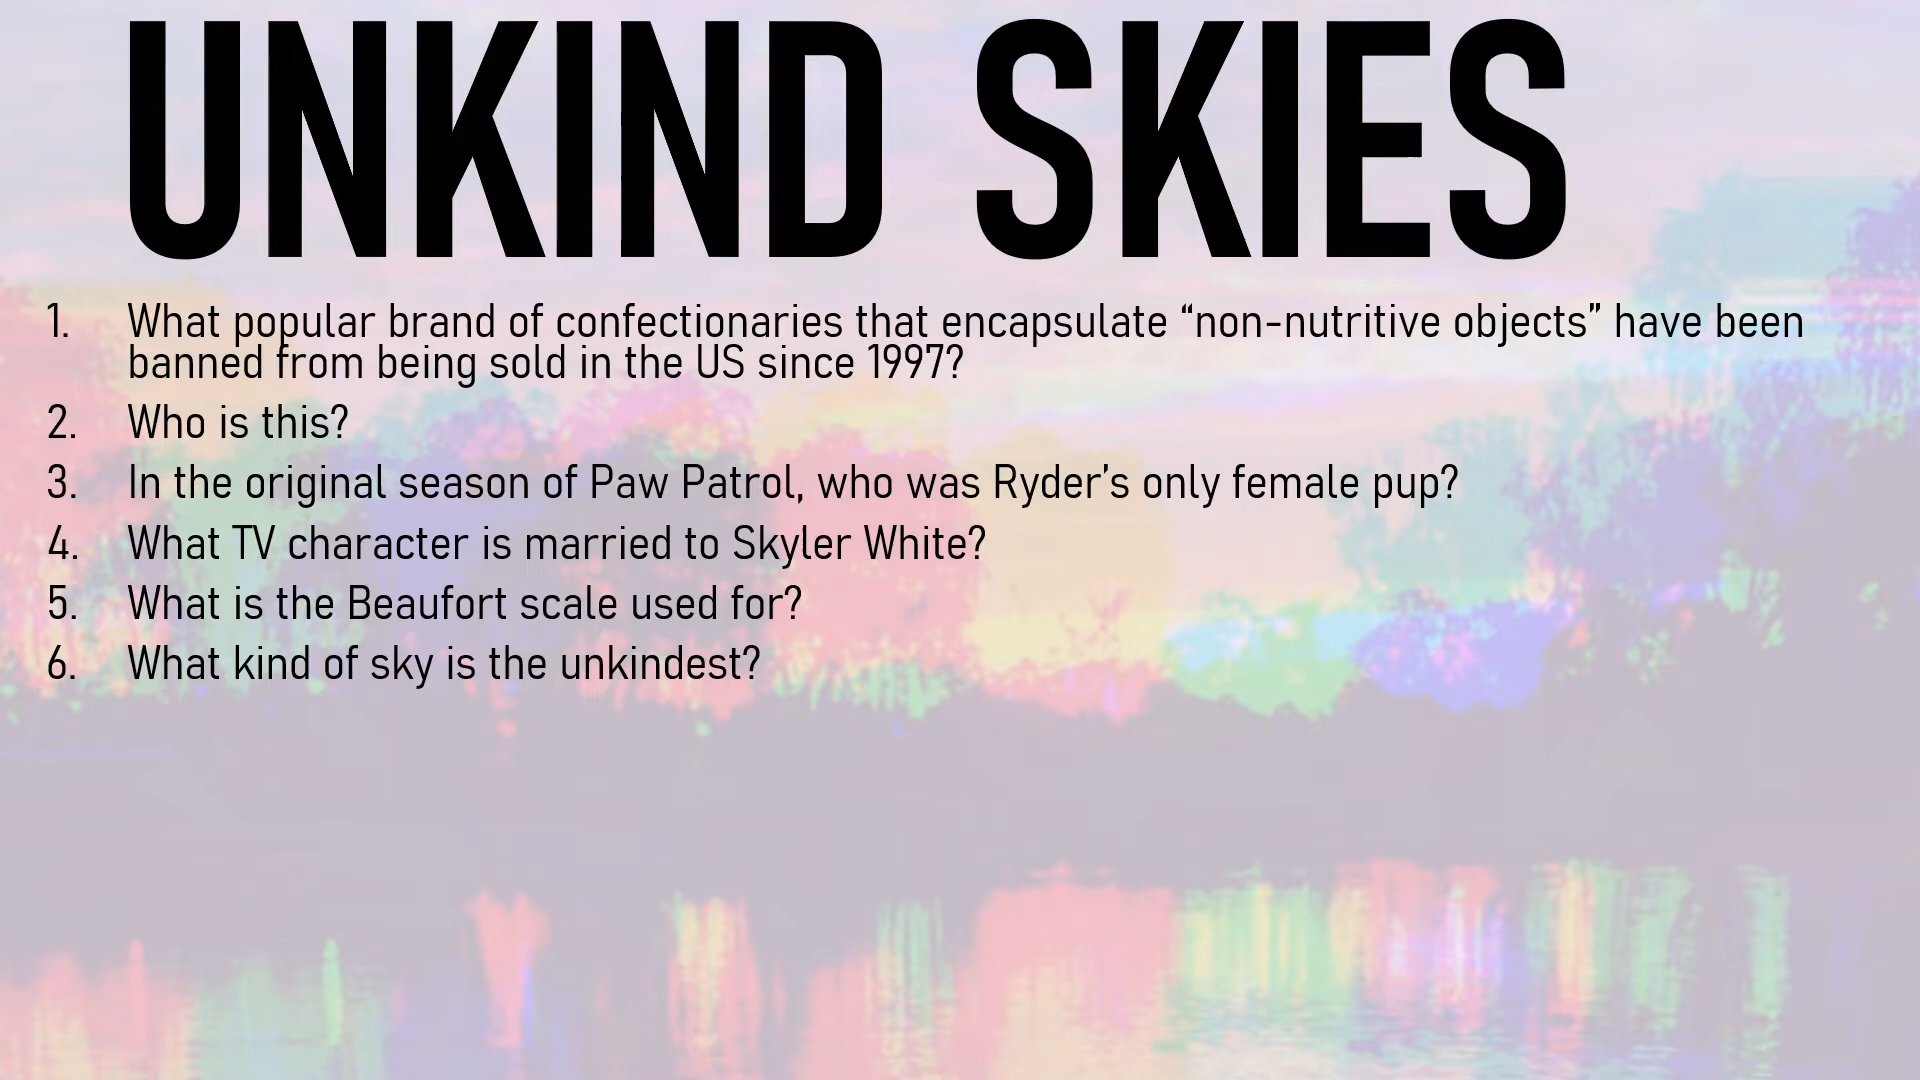 UNKIND SKIES
1. What popular brand of confectionaries that encapsulate “non-nutritive objects” have been
banned from being sold in the US since 1997?
2. Who is this?
3. In the original season of Paw Patrol, who was Ryder’s only female pup?
4. What TV character is married to Skyler White?
5. What is the Beaufort scale used for?
6. What kind of sky is the unkindest?